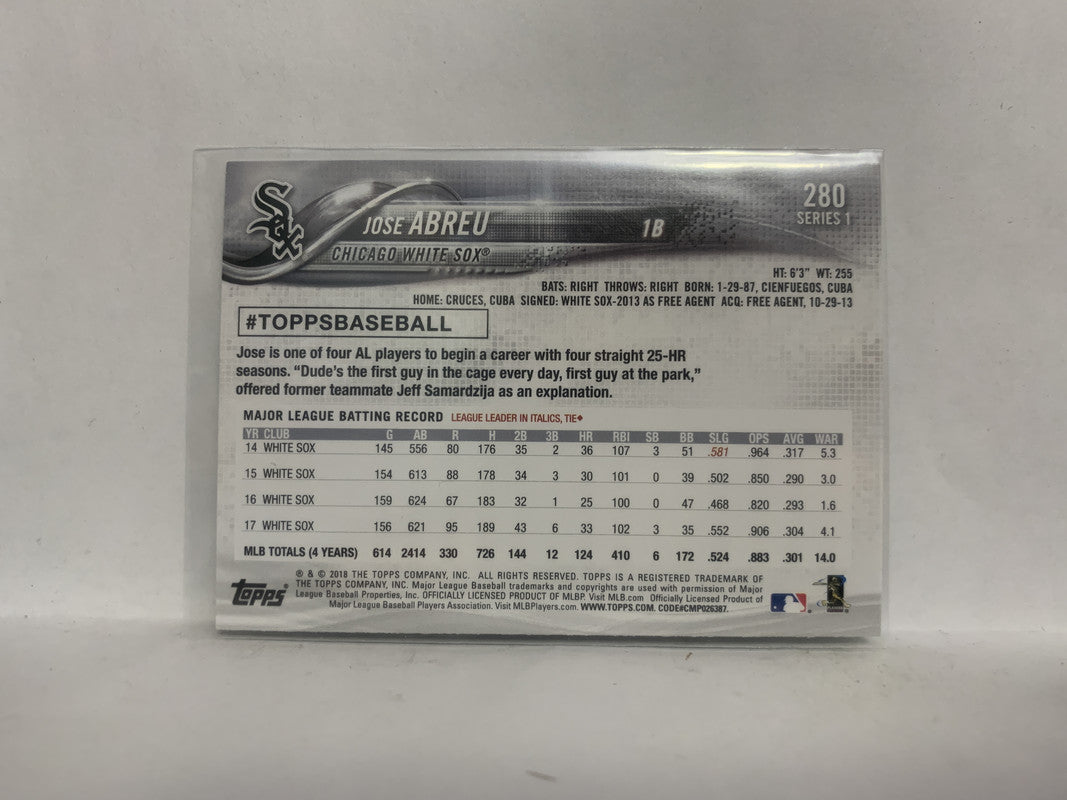 Sox
JOSE ABREU 1B
CHICAGO WHITE SOX®
280
SERIES 1
HT: 6'3" WT: 255
BATS: RIGHT THROWS: RIGHT BORN: 1-29-87, CIENFUEGOS, CUBA
HOME: CRUCES, CUBA SIGNED: WHITE SOX-2013 AS FREE AGENT ACQ: FREE AGENT, 10-29-13
#TOPPSBASEBALL
Jose is one of four AL players to begin a career with four straight 25-HR
seasons. “Dude's the first guy in the cage every day, first guy at the park,”
offered former teammate Jeff Samardzija as an explanation.
MAJOR LEAGUE BATTING RECORD LEAGUE LEADER IN ITALICS, TIE♦
YR CLUB G AB R H 2B 3B HR RBI SB BB SLG OPS AVG WAR
14 WHITE SOX 145 556 80 176 35 2 36 107 3 51 .581 .964 .317 5.3
15 WHITE SOX 154 613 88 178 34 3 30 101 0 39 .502 .850 .290 3.0
16 WHITE SOX 159 624 67 183 32 1 25 100 0 47 .468 .820 .293 1.6
17 WHITE SOX 156 621 95 189 43 6 33 102 3 35 .552 .906 .304 4.1
MLB TOTALS (4 YEARS) 614 2414 330 726 144 12 124 410 6 172 .524 .883 .301 14.0
Topps
® & © 2018 THE TOPPS COMPANY, INC. ALL RIGHTS RESERVED. TOPPS IS A REGISTERED TRADEMARK OF
THE TOPPS COMPANY, INC. Major League Baseball trademarks and copyrights are used with permission of Major
League Baseball Properties, Inc. OFFICIALLY LICENSED PRODUCT OF MLBP. Visit MLB.com Officially Licensed Product of
Major League Baseball Players Association. Visit MLBPlayers.com. WWW.TOPPS.COM. CODE#CMP026387.